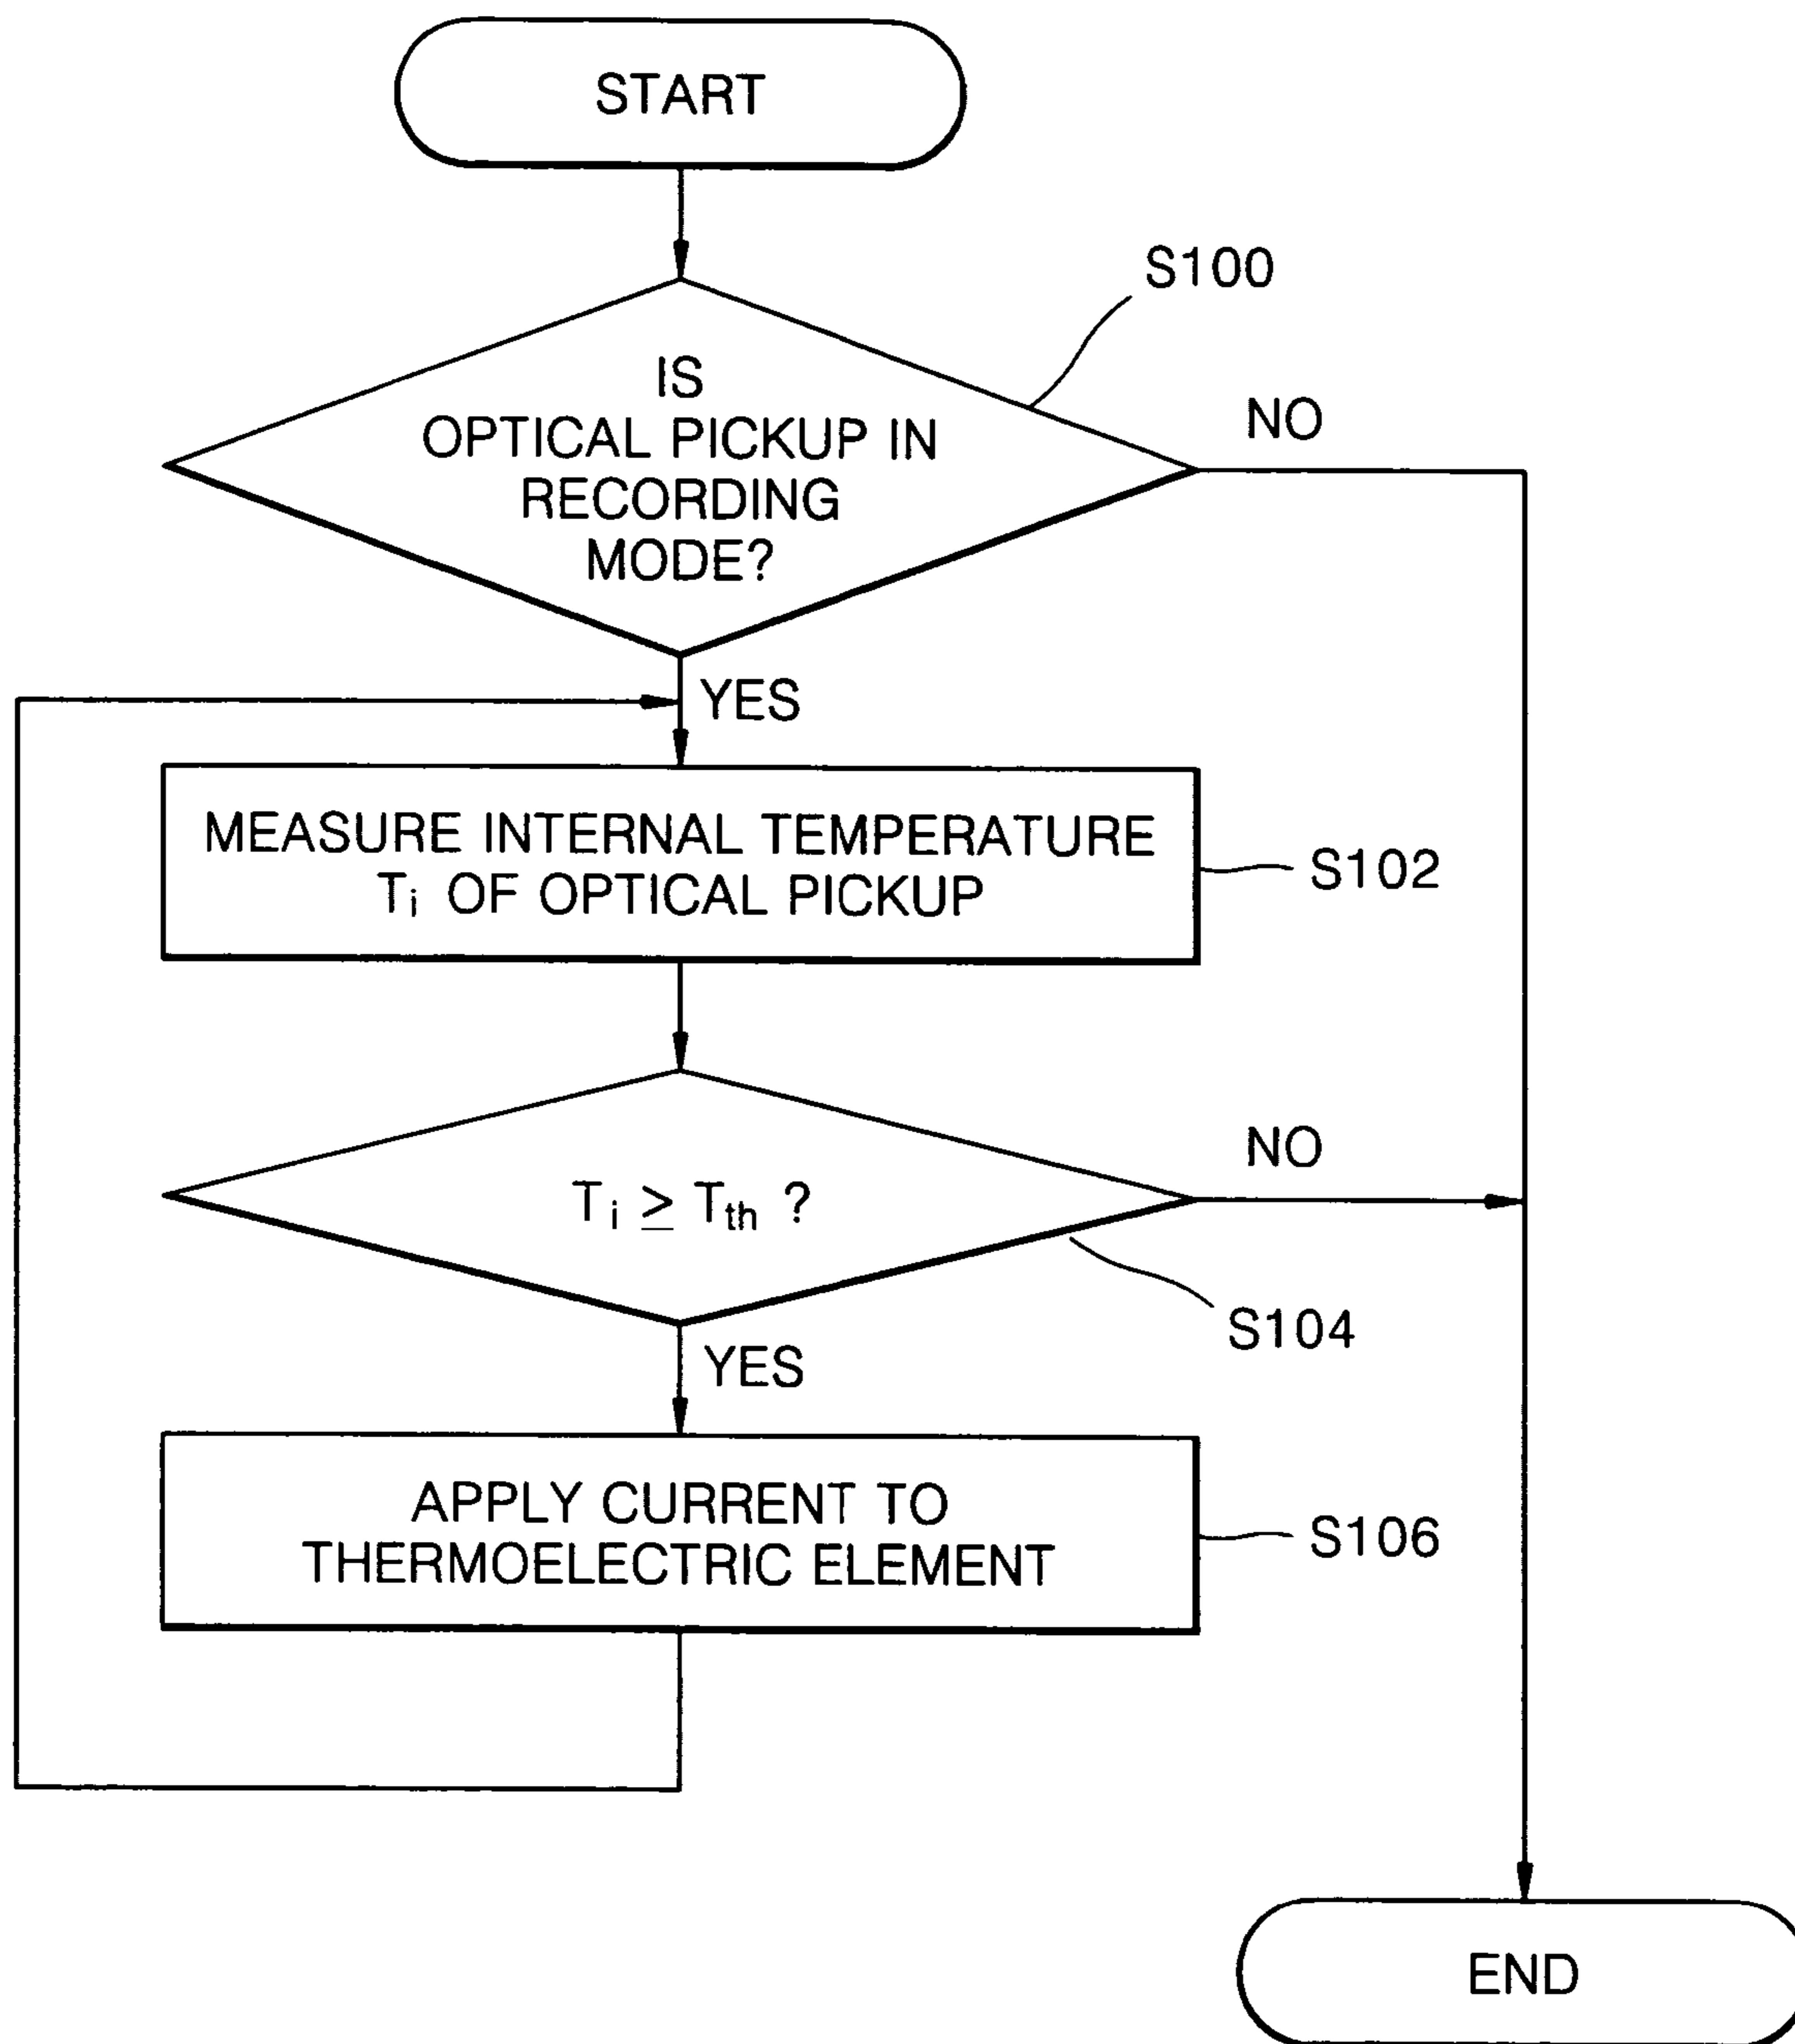 START
S100
IS
OPTICAL PICKUP IN
RECORDING
MODE?
NO
YES
MEASURE INTERNAL TEMPERATURE
Ti OF OPTICAL PICKUP
S102
Ti ≥ Tth ?
NO
S104
YES
APPLY CURRENT TO
THERMOELECTRIC ELEMENT
S106
END